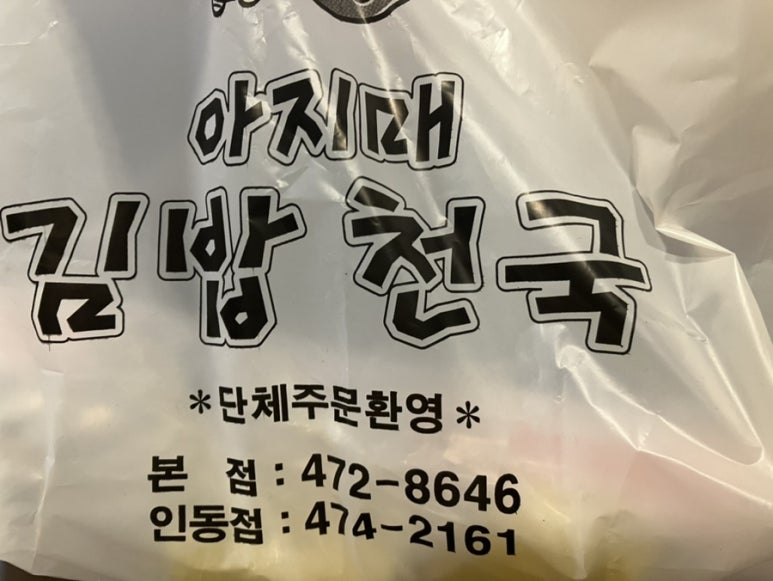 아지매
김밥 천국
*단체주문환영*
본 점 : 472-8646
인동점 : 474-2161